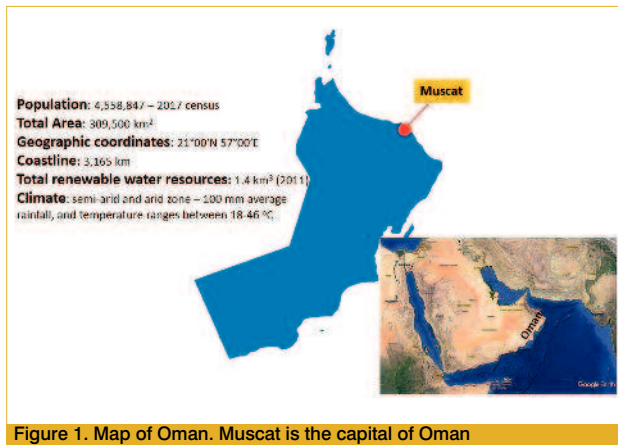 Muscat
Population: 4,558,847 – 2017 census
Total Area: 309,500 km²
Geographic coordinates: 21°00'N 57°00'E
Coastline: 3,165 km
Total renewable water resources: 1.4 km³ (2011)
Climate: semi-arid and arid zone – 100 mm average
rainfall, and temperature ranges between 18-46 ºC
Oman
Google Earth
Figure 1. Map of Oman. Muscat is the capital of Oman